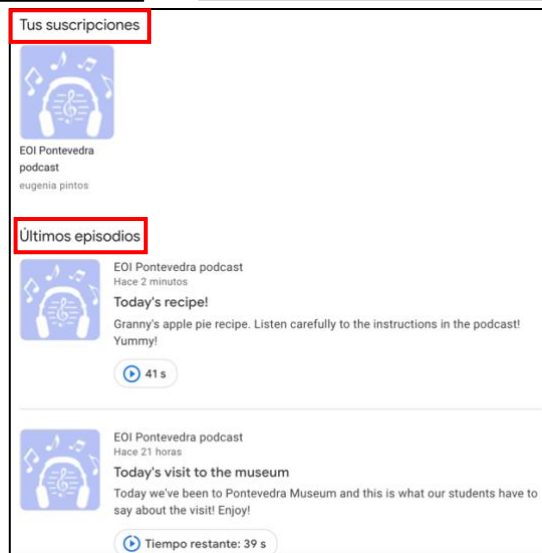 Tus suscripciones
EOI Pontevedra
podcast
eugenia pintos
Últimos episodios
EOI Pontevedra podcast
Hace 2 minutos
Today's recipe!
Granny's apple pie recipe. Listen carefully to the instructions in the podcast!
Yummy!
41 s
EOI Pontevedra podcast
Hace 21 horas
Today's visit to the museum
Today we've been to Pontevedra Museum and this is what our students have to
say about the visit! Enjoy!
Tiempo restante: 39 s